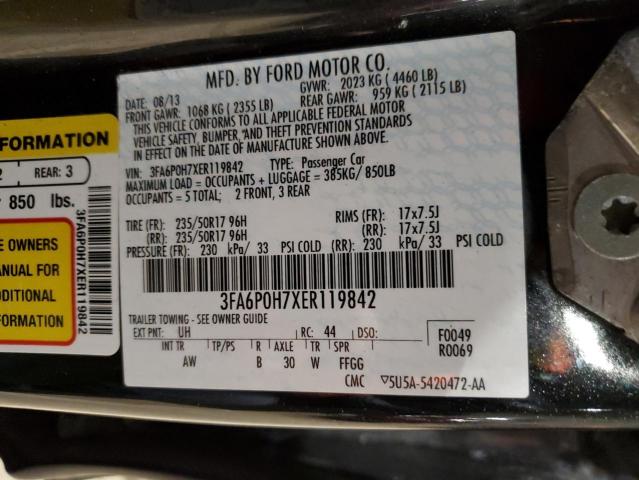 MFD. BY FORD MOTOR CO.
DATE: 08/13
GVWR: 2023 KG ( 4460 LB)
FRONT GAWR: 1068 KG ( 2355 LB)
REAR GAWR: 959 KG ( 2115 LB)
THIS VEHICLE CONFORMS TO ALL APPLICABLE FEDERAL MOTOR
VEHICLE SAFETY, BUMPER, AND THEFT PREVENTION STANDARDS
IN EFFECT ON THE DATE OF MANUFACTURE SHOWN ABOVE.
VIN: 3FA6P0H7XER119842 TYPE: Passenger Car
MAXIMUM LOAD = OCCUPANTS + LUGGAGE = 385KG/ 850LB
OCCUPANTS = 5 TOTAL; 2 FRONT, 3 REAR
TIRE (FR): 235/50R17 96H RIMS (FR): 17x7.5J
(RR): 235/50R17 96H (RR): 17x7.5J
PRESSURE (FR): 230 kPa/ 33 PSI COLD (RR): 230 kPa/ 33 PSI COLD
3FA6P0H7XER119842
TRAILER TOWING - SEE OWNER GUIDE
EXT PNT: UH RC: 44 DSO:
F0049
R0069
INT TR TP/PS R AXLE TR SPR
AW B 30 W FFGG
CMC ▽5U5A-5420472-AA
FORMATION
2 REAR: 3
850 lbs.
E OWNERS
ANUAL FOR
DDITIONAL
FORMATION
3FA6P0H7XER119842